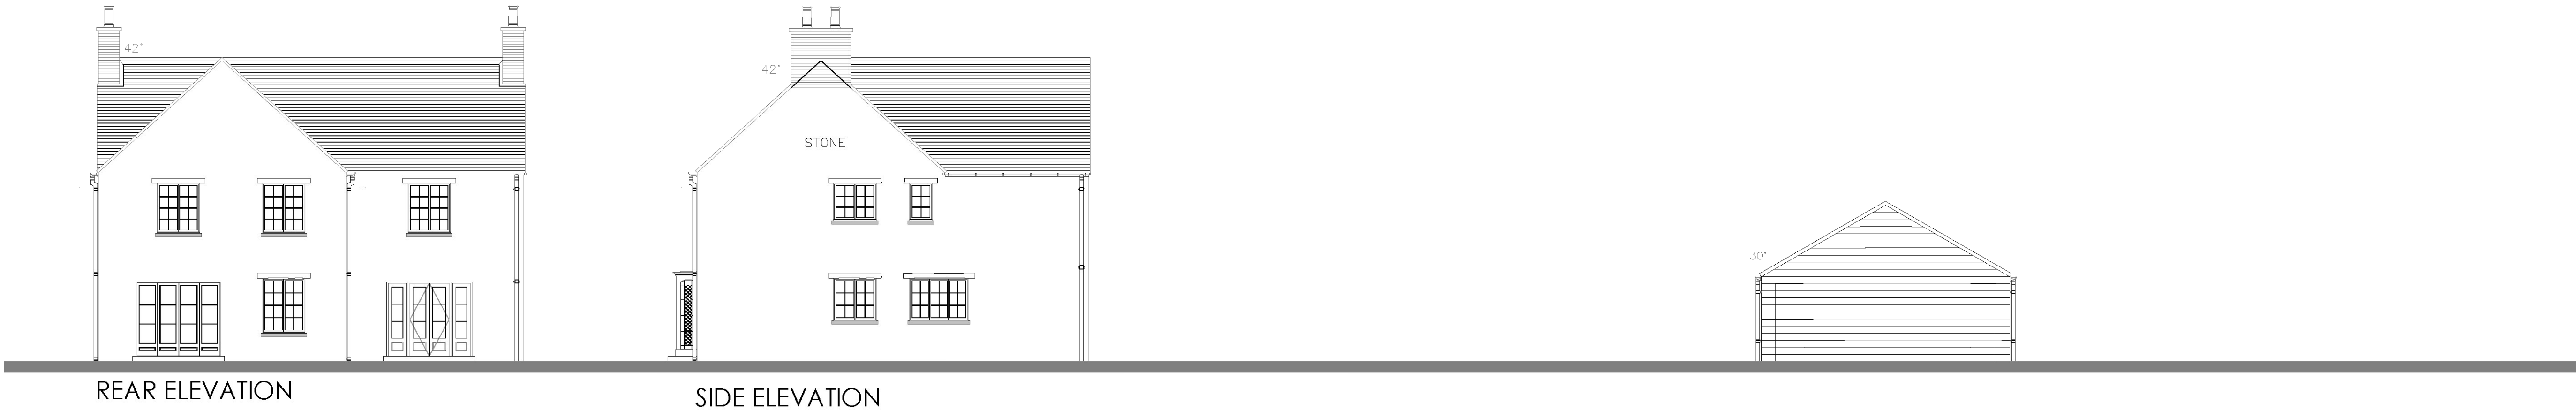 42°
42°
STONE
30°
REAR ELEVATION
SIDE ELEVATION